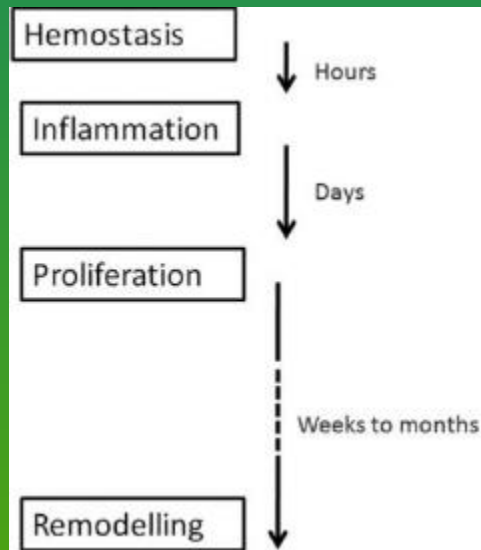 Hemostasis
Hours
Inflammation
Days
Proliferation
Weeks to months
Remodelling